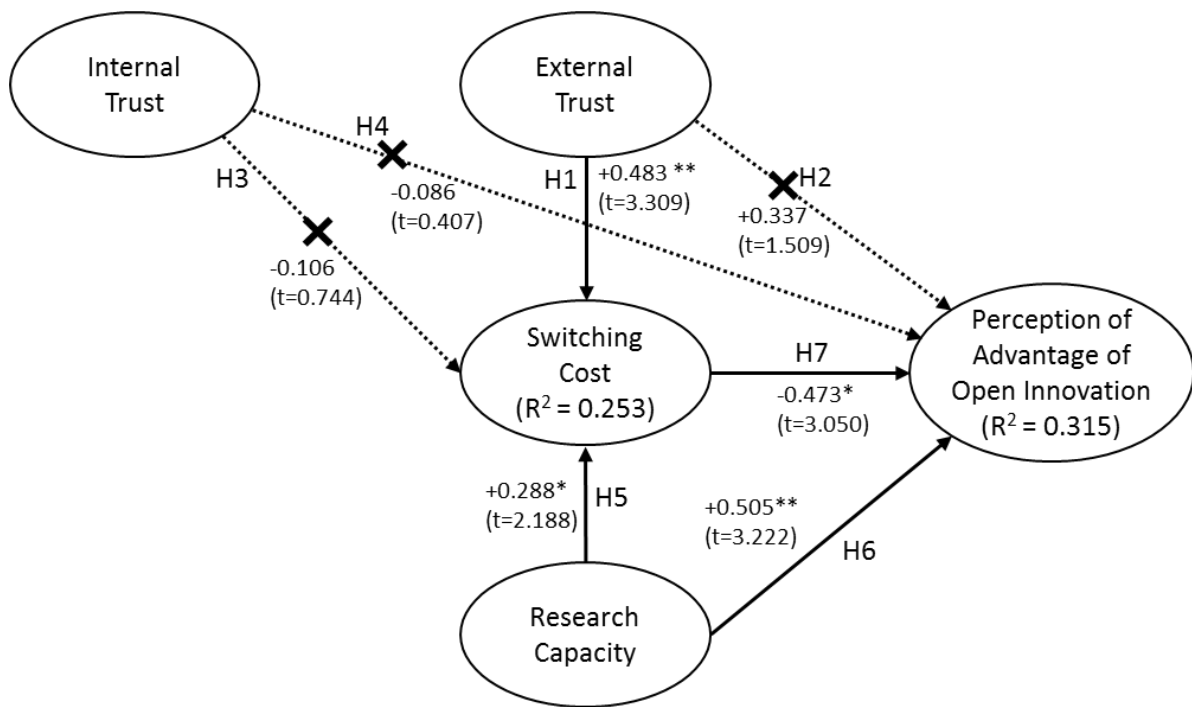 Internal
Trust
External
Trust
H4
H3
-0.086
(t=0.407)
H1
+0.483 **
(t=3.309)
H2
+0.337
(t=1.509)
-0.106
(t=0.744)
Switching
Cost
(R² = 0.253)
H7
-0.473*
(t=3.050)
Perception of
Advantage of
Open Innovation
(R² = 0.315)
+0.288*
(t=2.188)
H5
+0.505**
(t=3.222)
H6
Research
Capacity